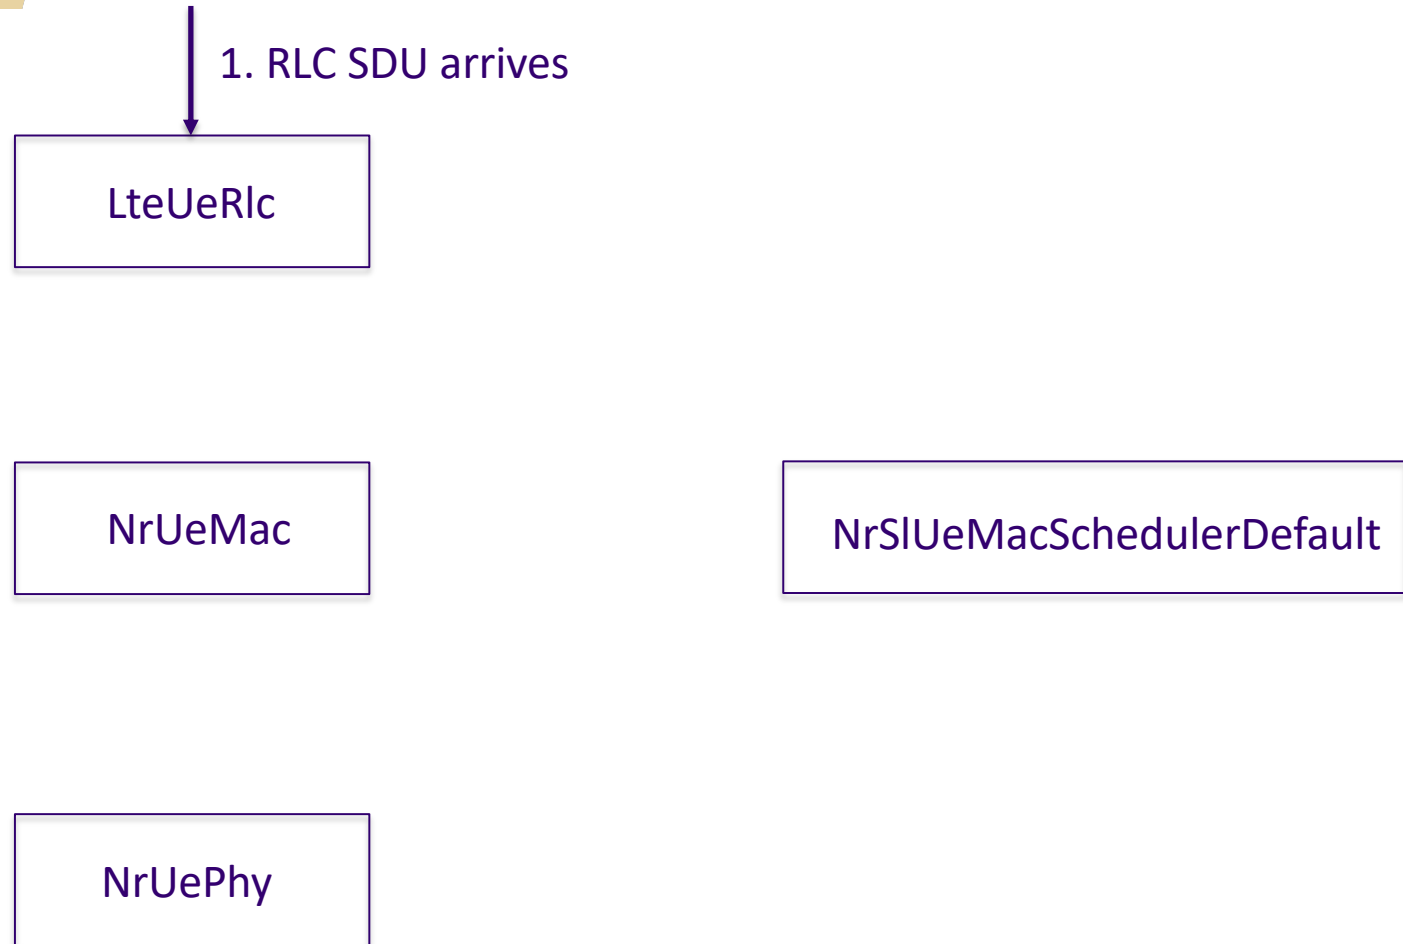 1. RLC SDU arrives
LteUeRlc
NrUeMac
NrSlUeMacSchedulerDefault
NrUePhy